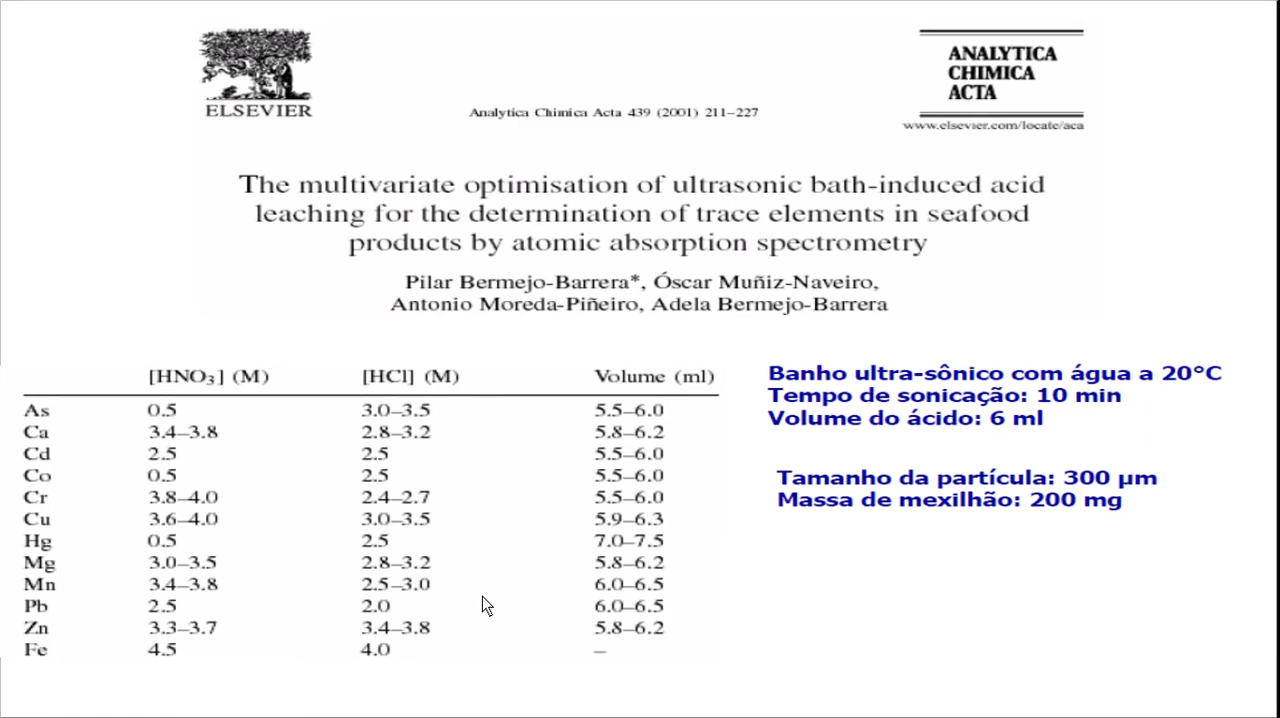 ELSEVIER
Analytica Chimica Acta 439 (2001) 211–227
ANALYTICA
CHIMICA
ACTA
www.elsevier.com/locate/aca
The multivariate optimisation of ultrasonic bath-induced acid
leaching for the determination of trace elements in seafood
products by atomic absorption spectrometry
Pilar Bermejo-Barrera*, Óscar Muñiz-Naveiro,
Antonio Moreda-Piñeiro, Adela Bermejo-Barrera
[HNO₃] (M) [HCl] (M) Volume (ml)
As 0.5 3.0–3.5 5.5–6.0
Ca 3.4–3.8 2.8–3.2 5.8–6.2
Cd 2.5 2.5 5.5–6.0
Co 0.5 2.5 5.5–6.0
Cr 3.8–4.0 2.4–2.7 5.5–6.0
Cu 3.6–4.0 3.0–3.5 5.9–6.3
Hg 0.5 2.5 7.0–7.5
Mg 3.0–3.5 2.8–3.2 5.8–6.2
Mn 3.4–3.8 2.5–3.0 6.0–6.5
Pb 2.5 2.0 6.0–6.5
Zn 3.3–3.7 3.4–3.8 5.8–6.2
Fe 4.5 4.0 –
Banho ultra-sônico com água a 20°C
Tempo de sonicação: 10 min
Volume do ácido: 6 ml
Tamanho da partícula: 300 µm
Massa de mexilhão: 200 mg